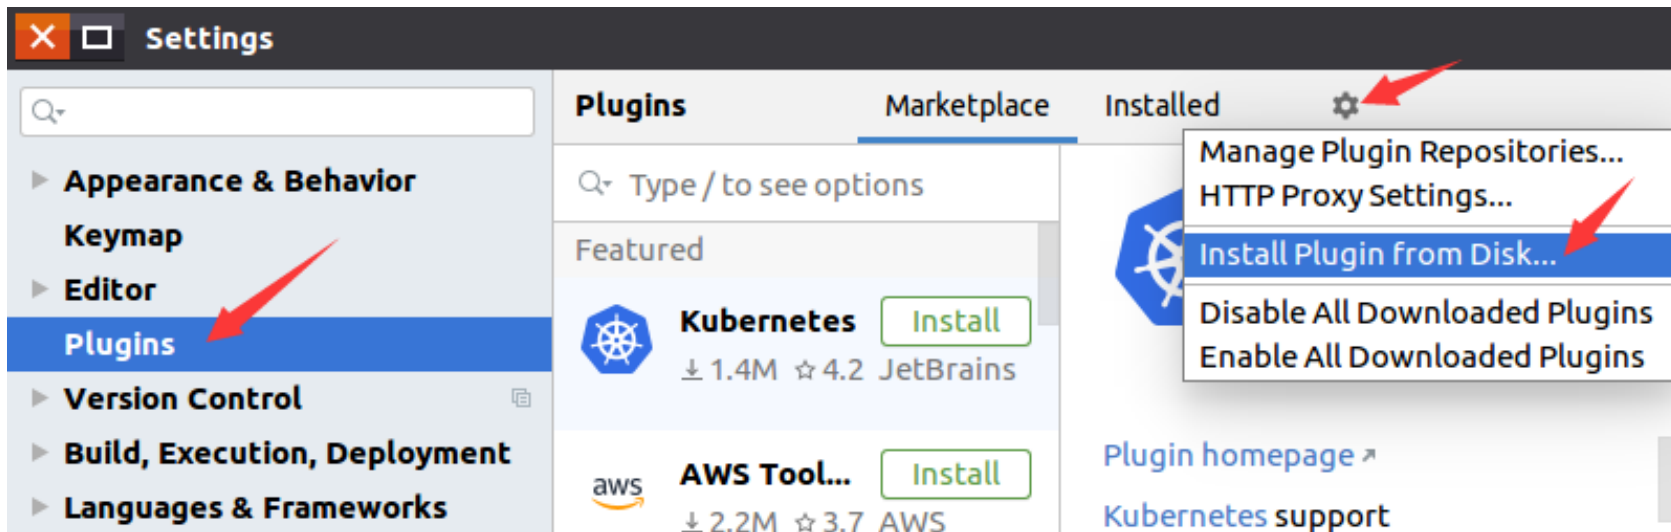 Settings
Plugins
Marketplace
Installed
Appearance & Behavior
Keymap
Editor
Plugins
Version Control
Build, Execution, Deployment
Languages & Frameworks
Type / to see options
Featured
Kubernetes
Install
1.4M 4.2 JetBrains
aws
AWS Tool...
Install
2.2M 3.7 AWS
Manage Plugin Repositories...
HTTP Proxy Settings...
Install Plugin from Disk...
Disable All Downloaded Plugins
Enable All Downloaded Plugins
Plugin homepage
Kubernetes support